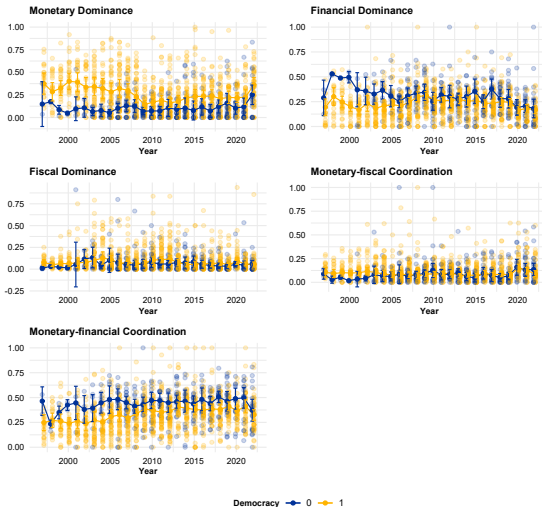 Monetary Dominance
1.00
0.75
0.50
0.25
0.00
2000 2005 2010 2015 2020
Year
Financial Dominance
1.00
0.75
0.50
0.25
0.00
2000 2005 2010 2015 2020
Year
Fiscal Dominance
0.75
0.50
0.25
0.00
-0.25
2000 2005 2010 2015 2020
Year
Monetary-fiscal Coordination
1.00
0.75
0.50
0.25
0.00
2000 2005 2010 2015 2020
Year
Monetary-financial Coordination
1.00
0.75
0.50
0.25
0.00
2000 2005 2010 2015 2020
Year
Democracy 0 1